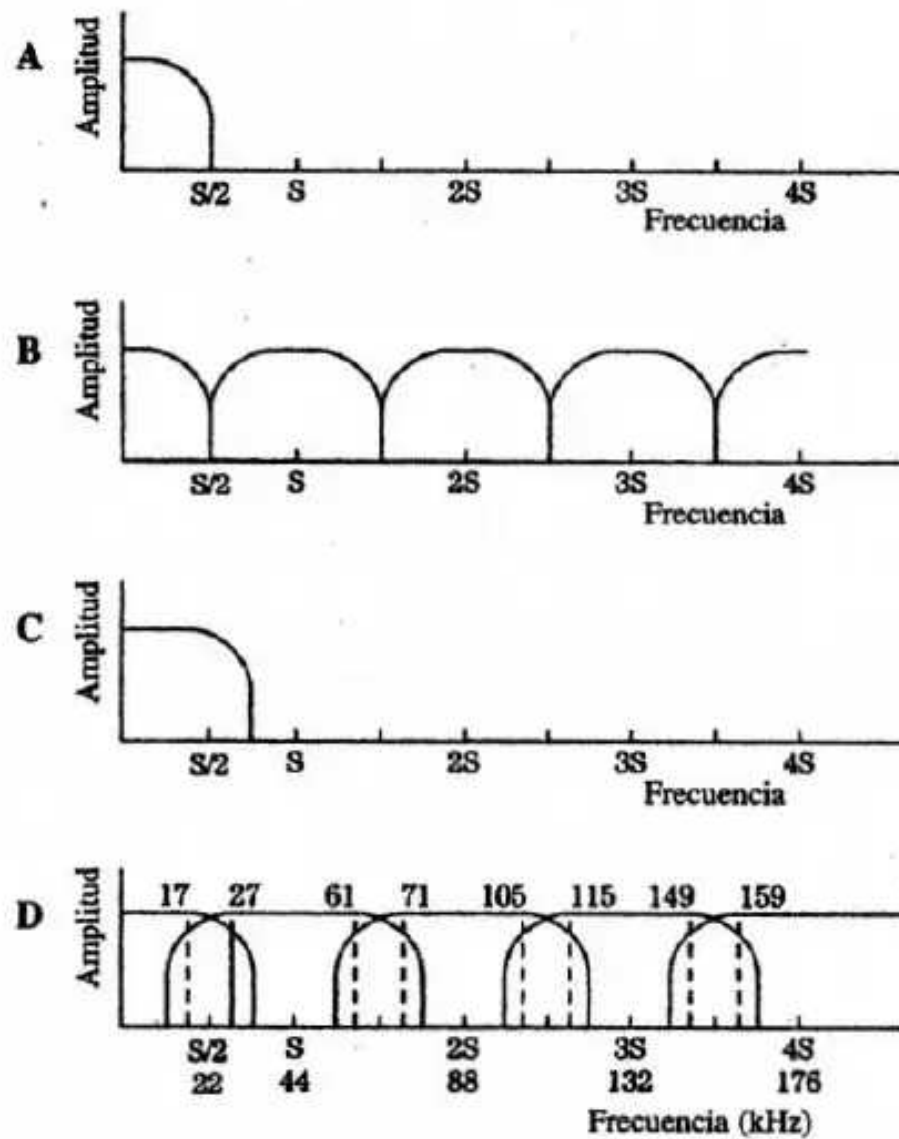 A
Amplitud
S/2 S 2S 3S 4S
Frecuencia
B
Amplitud
S/2 S 2S 3S 4S
Frecuencia
C
Amplitud
S/2 S 2S 3S 4S
Frecuencia
D
Amplitud
17 27 61 71 105 115 149 159
S/2 S 2S 3S 4S
22 44 88 132 176
Frecuencia (kHz)